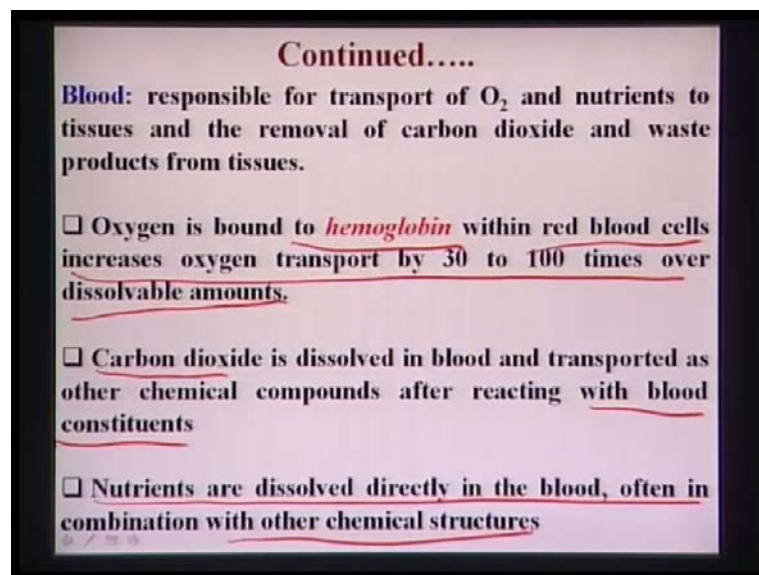 Continued.....
Blood: responsible for transport of O₂ and nutrients to
tissues and the removal of carbon dioxide and waste
products from tissues.
❑ Oxygen is bound to hemoglobin within red blood cells
increases oxygen transport by 30 to 100 times over
dissolvable amounts.
❑ Carbon dioxide is dissolved in blood and transported as
other chemical compounds after reacting with blood
constituents
❑ Nutrients are dissolved directly in the blood, often in
combination with other chemical structures